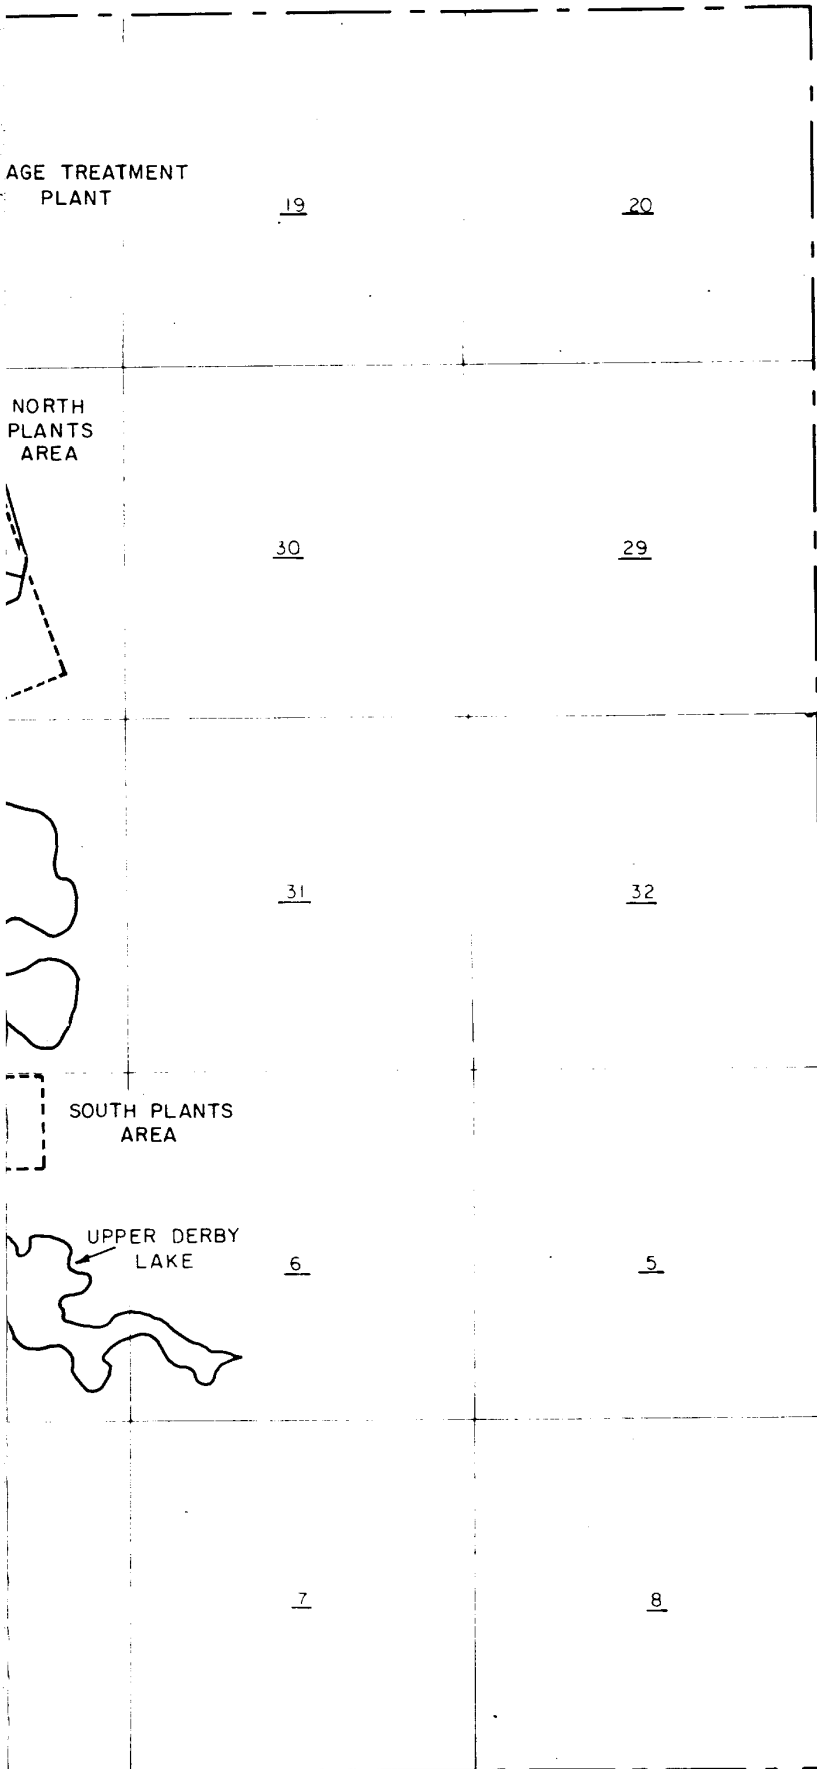 AGE TREATMENT
PLANT
19
20
NORTH
PLANTS
AREA
30
29
31
32
SOUTH PLANTS
AREA
UPPER DERBY
LAKE
6
5
7
8